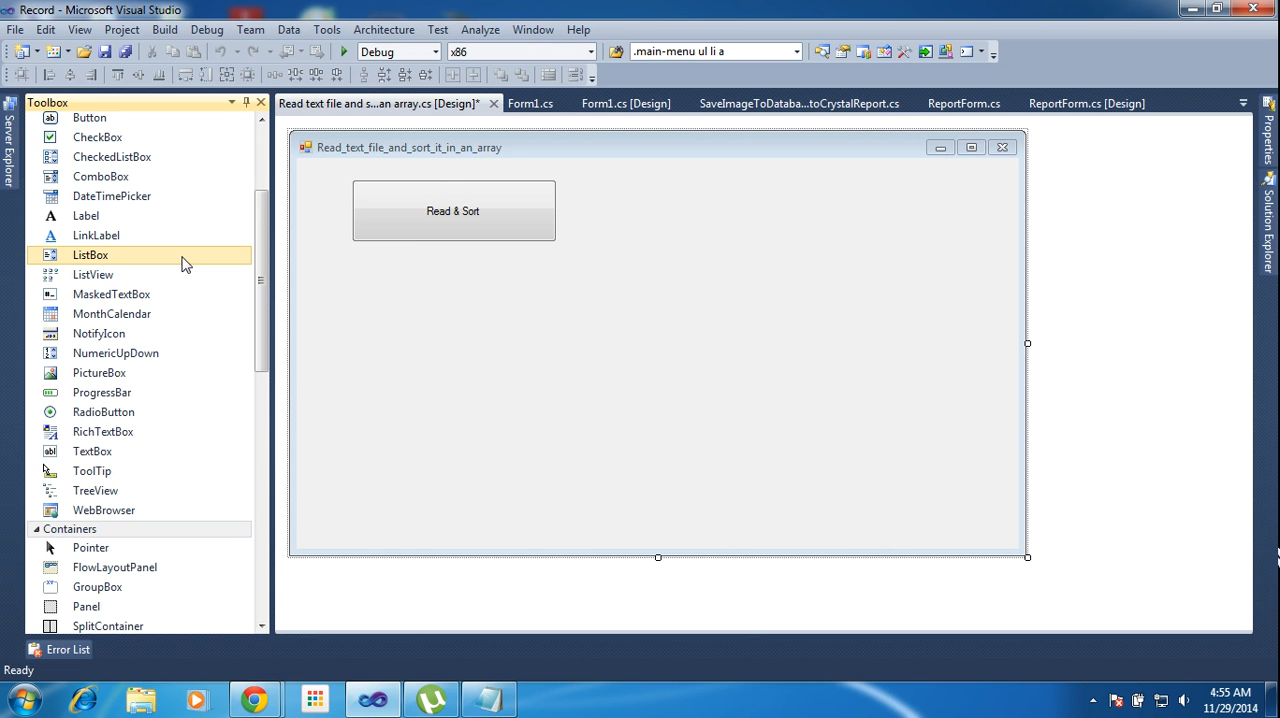 Record - Microsoft Visual Studio
File Edit View Project Build Debug Team Data Tools Architecture Test Analyze Window Help
Debug x86 .main-menu ul li a
Server Explorer
Toolbox
Button
CheckBox
CheckedListBox
ComboBox
DateTimePicker
Label
LinkLabel
ListBox
ListView
MaskedTextBox
MonthCalendar
NotifyIcon
NumericUpDown
PictureBox
ProgressBar
RadioButton
RichTextBox
TextBox
ToolTip
TreeView
WebBrowser
Containers
Pointer
FlowLayoutPanel
GroupBox
Panel
SplitContainer
Read text file and s...an array.cs [Design]* Form1.cs Form1.cs [Design] SaveImageToDataba...toCrystalReport.cs ReportForm.cs ReportForm.cs [Design]
Read_text_file_and_sort_it_in_an_array
Read & Sort
Properties
Solution Explorer
Error List
Ready
4:55 AM
11/29/2014